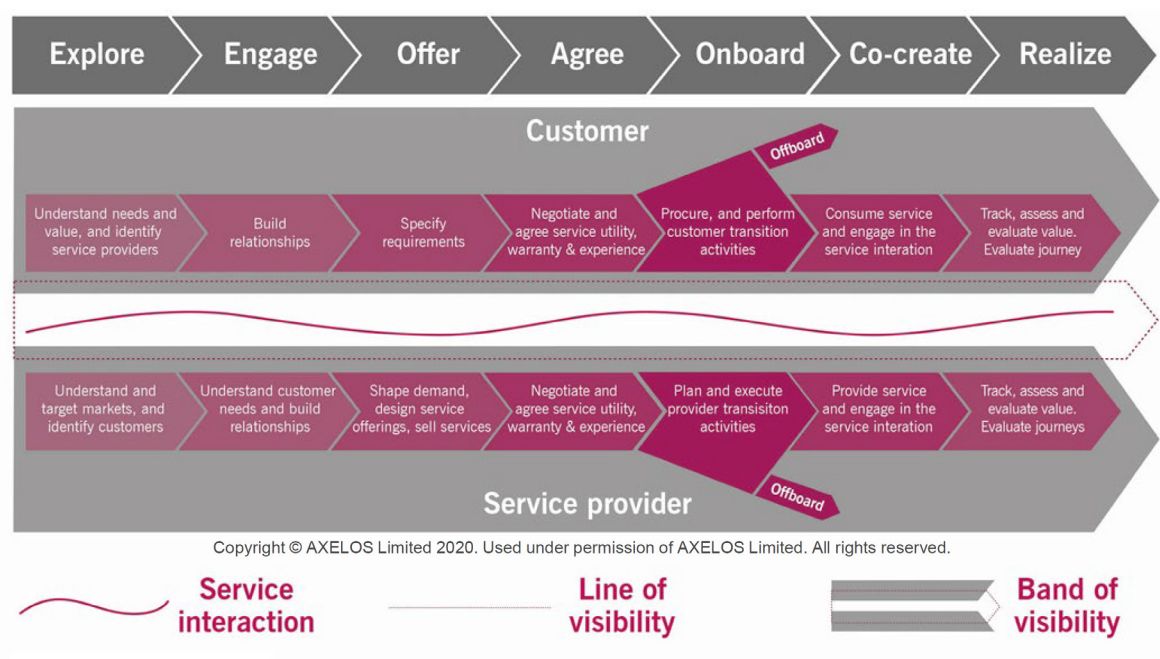 Explore
Engage
Offer
Agree
Onboard
Co-create
Realize
Customer
Offboard
Understand needs and
value, and identify
service providers
Build
relationships
Specify
requirements
Negotiate and
agree service utility,
warranty & experience
Procure, and perform
customer transition
activities
Consume service
and engage in the
service interation
Track, assess and
evaluate value.
Evaluate journey
Understand and
target markets, and
identify customers
Understand customer
needs and build
relationships
Shape demand,
design service
offerings, sell services
Negotiate and
agree service utility,
warranty & experience
Plan and execute
provider transisiton
activities
Provide service
and engage in the
service interation
Track, assess and
evaluate value.
Evaluate journeys
Offboard
Service provider
Copyright © AXELOS Limited 2020. Used under permission of AXELOS Limited. All rights reserved.
Service
interaction
Line of
visibility
Band of
visibility